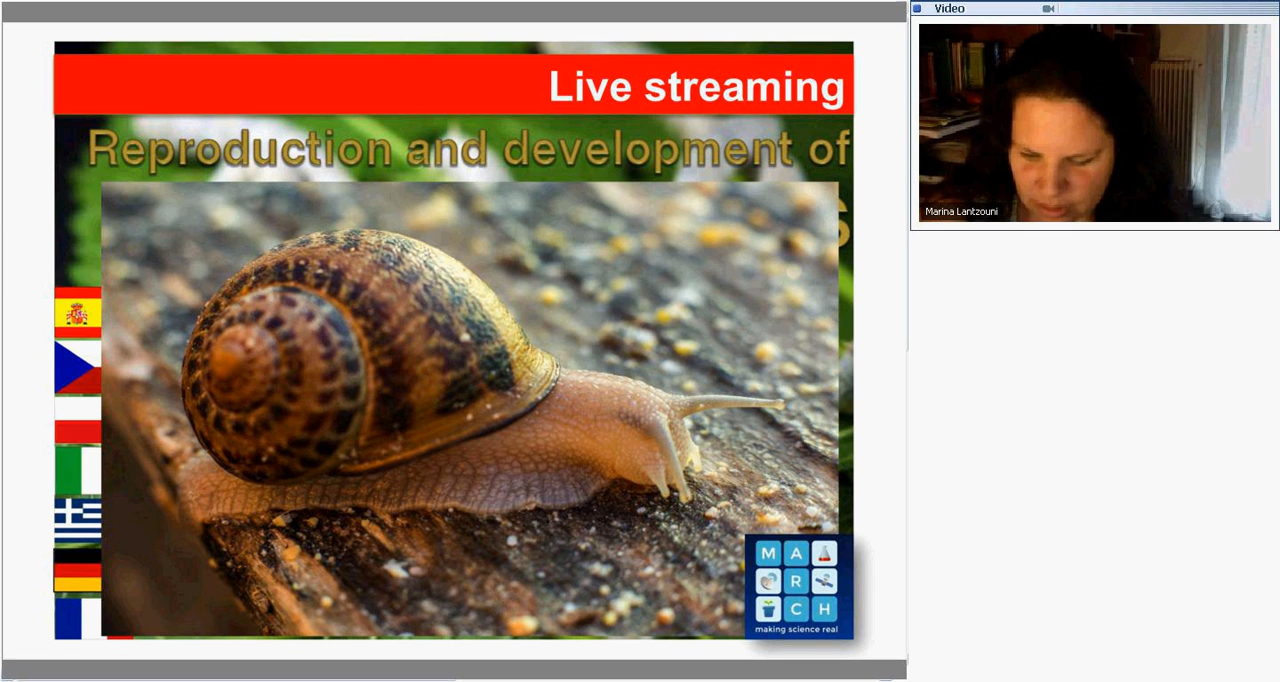 Live streaming
Reproduction and development of
s
M A
R
C H
making science real
Video
Marina Lantzouni